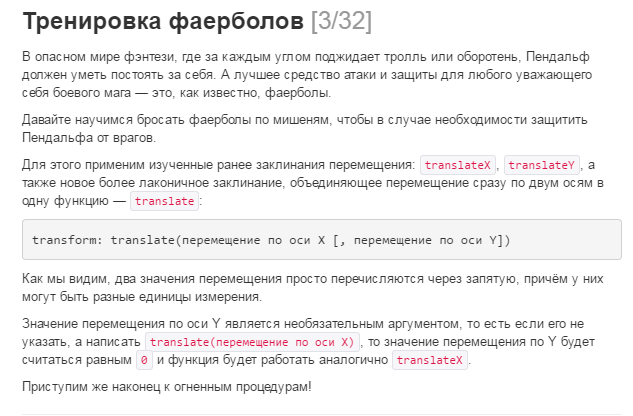 Тренировка фаерболов [3/32]
В опасном мире фэнтези, где за каждым углом поджидает тролль или оборотень, Пендальф
должен уметь постоять за себя. А лучшее средство атаки и защиты для любого уважающего
себя боевого мага — это, как известно, фаерболы.
Давайте научимся бросать фаерболы по мишеням, чтобы в случае необходимости защитить
Пендальфа от врагов.
Для этого применим изученные ранее заклинания перемещения: translateX, translateY, а
также новое более лаконичное заклинание, объединяющее перемещение сразу по двум осям в
одну функцию — translate:
transform: translate(перемещение по оси X [, перемещение по оси Y])
Как мы видим, два значения перемещения просто перечисляются через запятую, причём у них
могут быть разные единицы измерения.
Значение перемещения по оси Y является необязательным аргументом, то есть если его не
указать, а написать translate(перемещение по оси X), то значение перемещения по Y будет
считаться равным 0 и функция будет работать аналогично translateX.
Приступим же наконец к огненным процедурам!